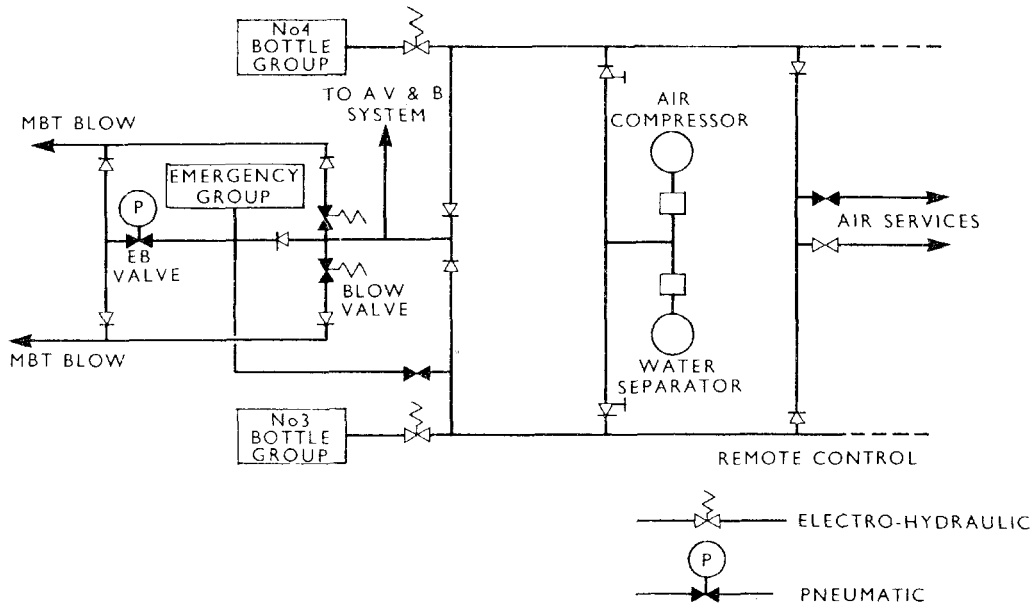 No4
BOTTLE
GROUP
TO A V & B
SYSTEM
AIR
COMPRESSOR
MBT BLOW
EMERGENCY
GROUP
P
AIR SERVICES
EB
VALVE
BLOW
VALVE
MBT BLOW
WATER
SEPARATOR
No3
BOTTLE
GROUP
REMOTE CONTROL
ELECTRO-HYDRAULIC
P
PNEUMATIC